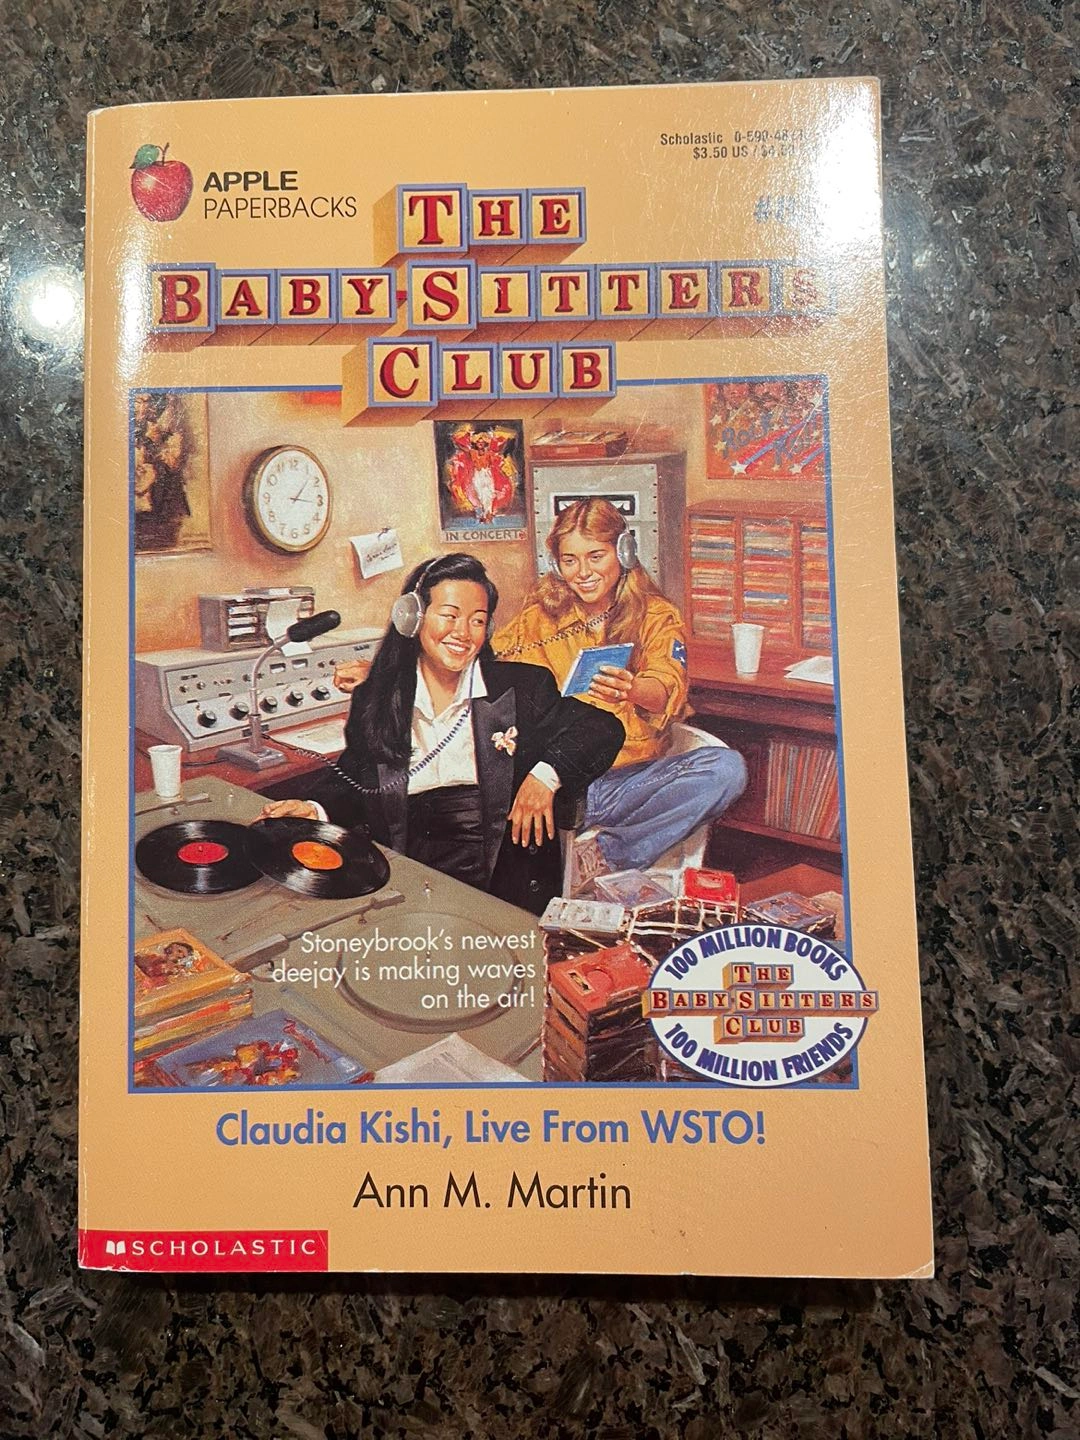 APPLE
PAPERBACKS
Scholastic
$3.50 US
THE
BABY-SITTERS
CLUB
IN CONCERT
Stoneybrook's newest
deejay is making waves
on the air!
100 MILLION BOOKS
THE
BABY-SITTERS
CLUB
100 MILLION FRIENDS
Claudia Kishi, Live From WSTO!
Ann M. Martin
SCHOLASTIC